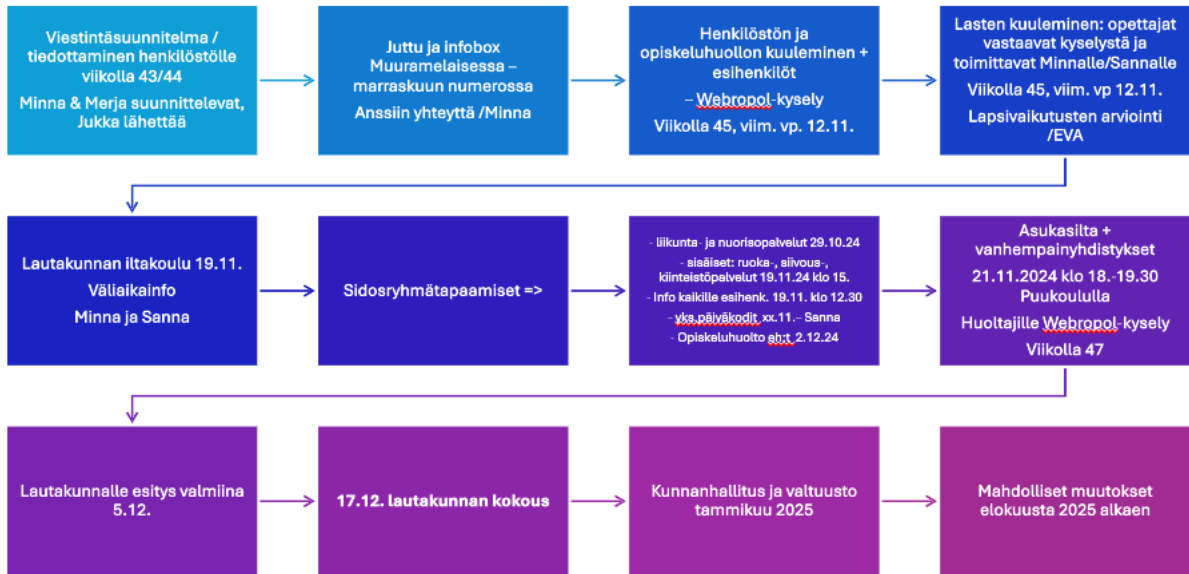 Viestintäsuunnitelma /
tiedottaminen henkilöstölle
viikolla 43/44
Minna & Merja suunnittelevat,
Jukka lähettää
Juttu ja infobox
Muuramelaisessa –
marraskuun numerossa
Anssiin yhteyttä /Minna
Henkilöstön ja
opiskeluhuollon kuuleminen +
esihenkilöt
– Webropol-kysely
Viikolla 45, viim. vp. 12.11.
Lasten kuuleminen: opettajat
vastaavat kyselystä ja
toimittavat Minnalle/Sannalle
Viikolla 45, viim. vp 12.11.
Lapsivaikutusten arviointi
/EVA
Lautakunnan iltakoulu 19.11.
Väliaikainfo
Minna ja Sanna
Sidosryhmätapaamiset =>
- liikunta- ja nuorisopalvelut 29.10.24
- sisäiset: ruoka-, siivous-,
kiinteistöpalvelut 19.11.24 klo 15.
- Info kaikille esihenk. 19.11. klo 12.30
- yks.päiväkodit xx.11.– Sanna
- Opiskeluhuolto eh:t 2.12.24
Asukasilta +
vanhempainyhdistykset
21.11.2024 klo 18.-19.30
Puukoululla
Huoltajille Webropol-kysely
Viikolla 47
Lautakunnalle esitys valmiina
5.12.
17.12. lautakunnan kokous
Kunnanhallitus ja valtuusto
tammikuu 2025
Mahdolliset muutokset
elokuusta 2025 alkaen